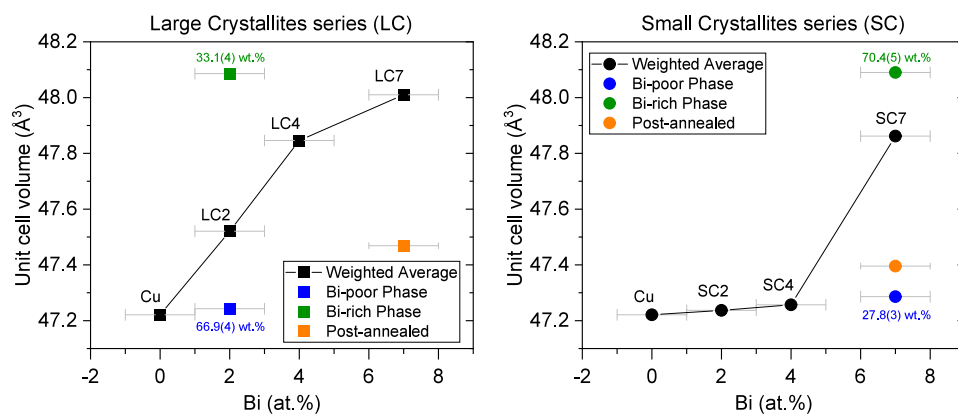 Large Crystallites series (LC)
48.2
48.0
47.8
47.6
47.4
47.2
Unit cell volume (Å³)
33.1(4) wt.%
LC7
LC4
LC2
Cu
66.9(4) wt.%
Weighted Average
Bi-poor Phase
Bi-rich Phase
Post-annealed
-2 0 2 4 6 8
Bi (at.%)
Small Crystallites series (SC)
48.2
48.0
47.8
47.6
47.4
47.2
Unit cell volume (Å³)
Weighted Average
Bi-poor Phase
Bi-rich Phase
Post-annealed
70.4(5) wt.%
SC7
Cu
SC2
SC4
27.8(3) wt.%
-2 0 2 4 6 8
Bi (at.%)